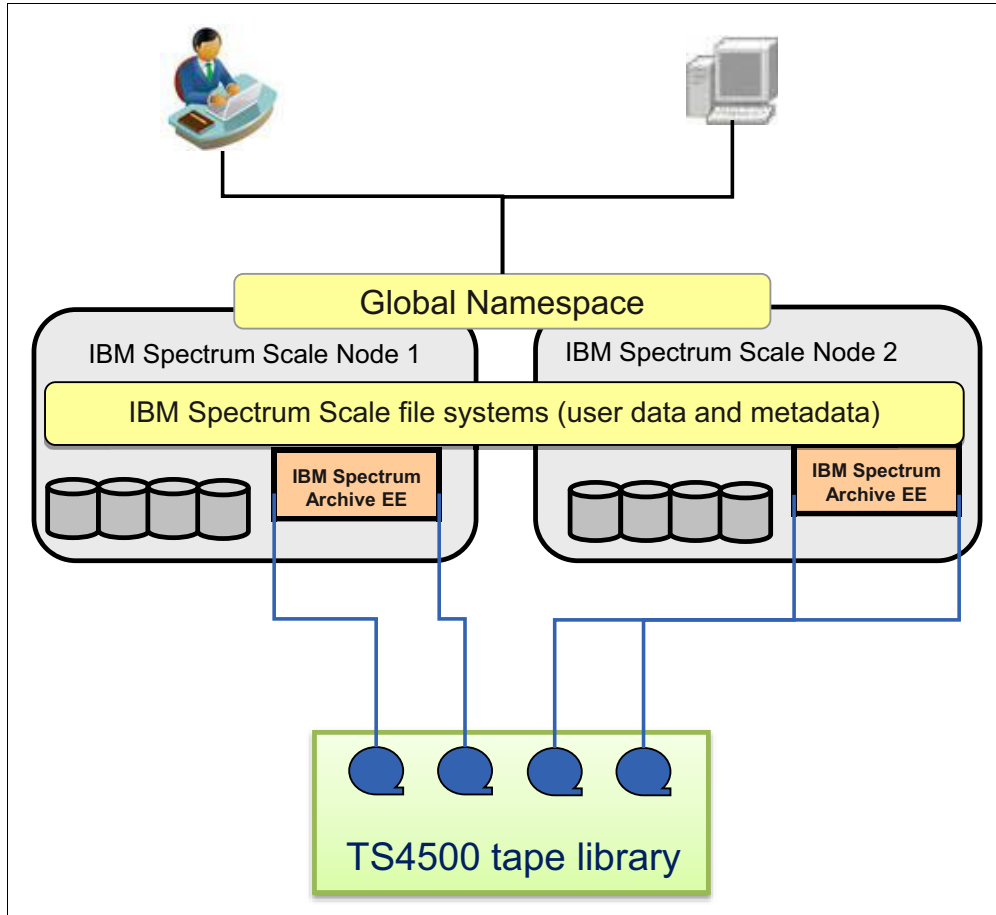 Global Namespace
IBM Spectrum Scale Node 1
IBM Spectrum Scale Node 2
IBM Spectrum Scale file systems (user data and metadata)
IBM Spectrum
Archive EE
IBM Spectrum
Archive EE
TS4500 tape library